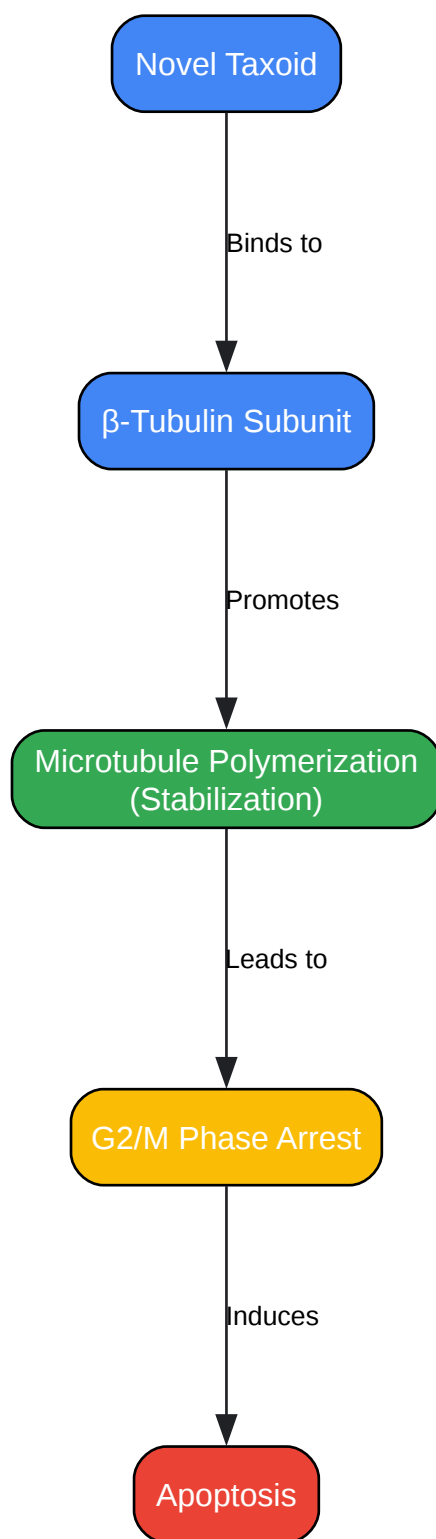 Novel Taxoid
Binds to
β-Tubulin Subunit
Promotes
Microtubule Polymerization
(Stabilization)
Leads to
G2/M Phase Arrest
Induces
Apoptosis